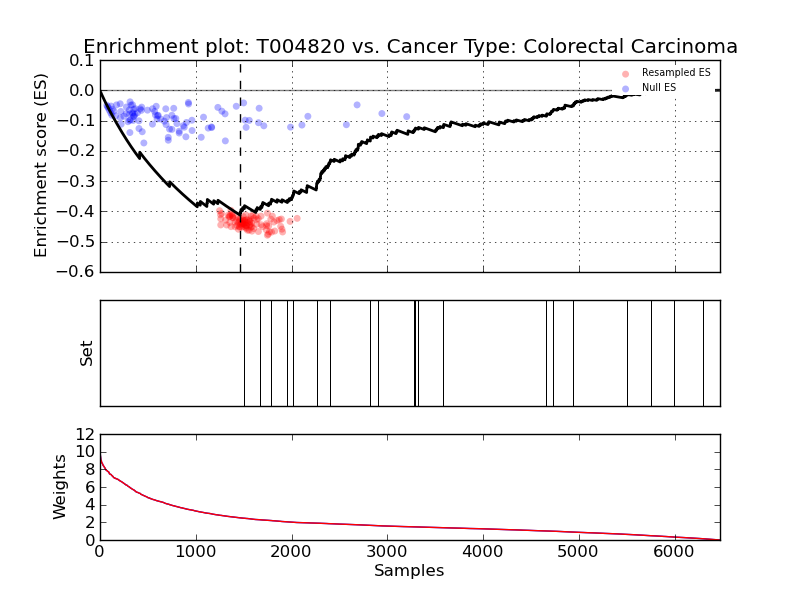 Enrichment plot: T004820 vs. Cancer Type: Colorectal Carcinoma
0.1
0.0
−0.1
−0.2
−0.3
−0.4
−0.5
−0.6
Enrichment score (ES)
Resampled ES
Null ES
Set
12
10
8
6
4
2
0
Weights
0 1000 2000 3000 4000 5000 6000
Samples